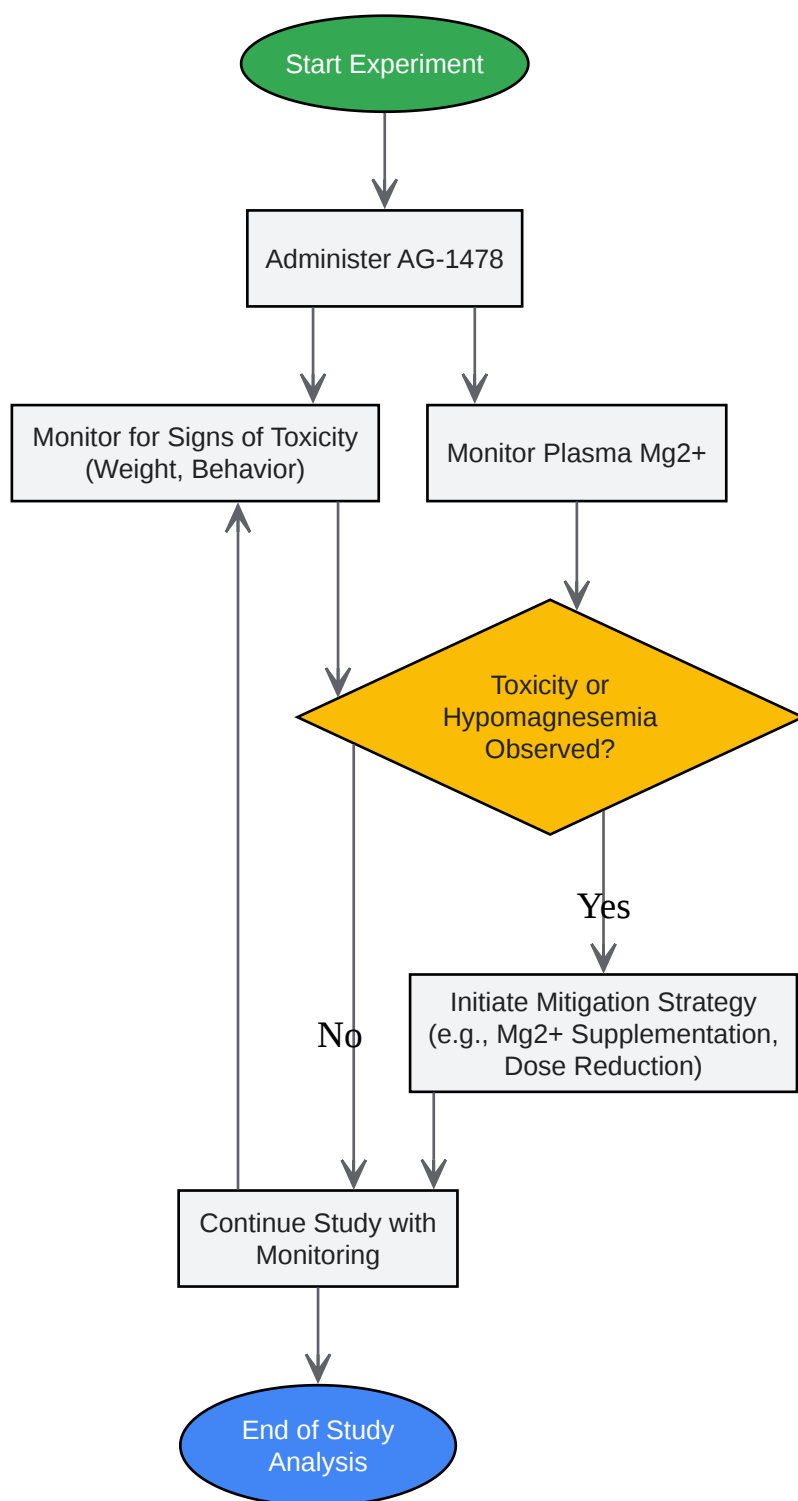 Start Experiment
Administer AG-1478
Monitor for Signs of Toxicity
(Weight, Behavior)
Monitor Plasma Mg2+
Toxicity or
Hypomagnesemia
Observed?
Yes
Initiate Mitigation Strategy
(e.g., Mg2+ Supplementation,
Dose Reduction)
No
Continue Study with
Monitoring
End of Study
Analysis